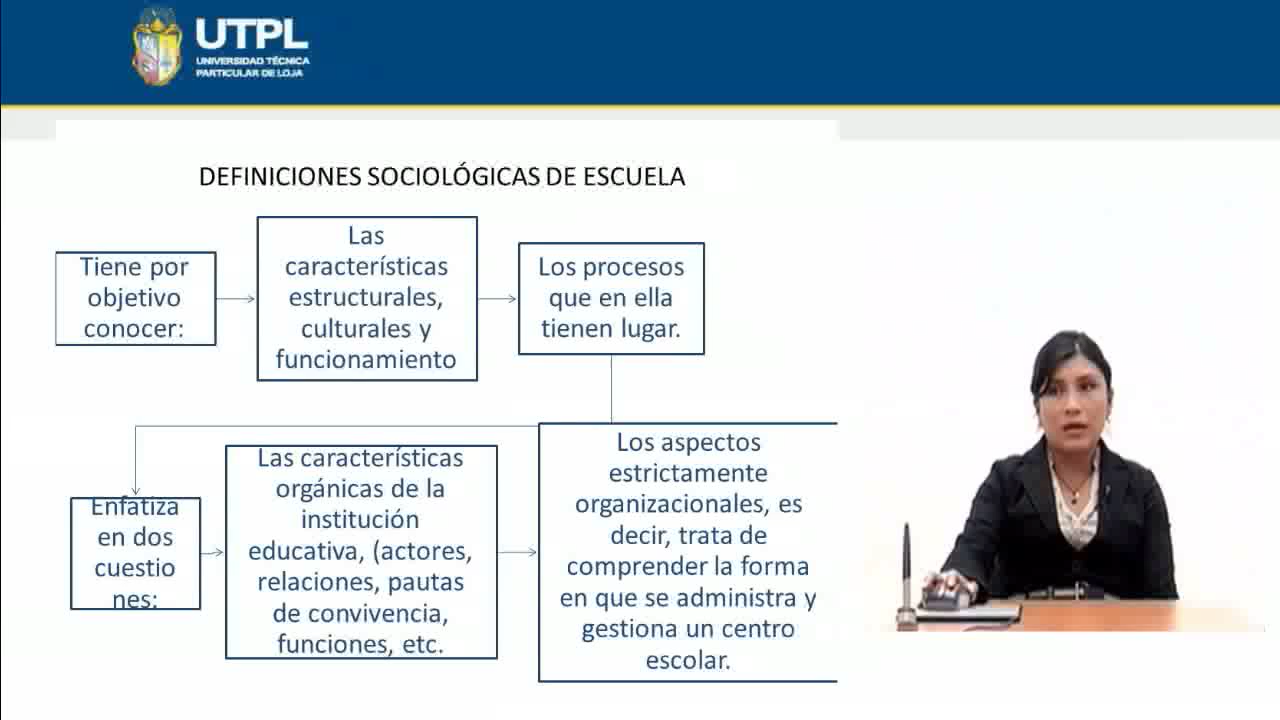 UTPL
UNIVERSIDAD TÉCNICA
PARTICULAR DE LOJA
DEFINICIONES SOCIOLÓGICAS DE ESCUELA
Tiene por
objetivo
conocer:
Las
características
estructurales,
culturales y
funcionamiento
Los procesos
que en ella
tienen lugar.
Enfatiza
en dos
cuestio
nes:
Las características
orgánicas de la
institución
educativa, (actores,
relaciones, pautas
de convivencia,
funciones, etc.
Los aspectos
estrictamente
organizacionales, es
decir, trata de
comprender la forma
en que se administra y
gestiona un centro
escolar.